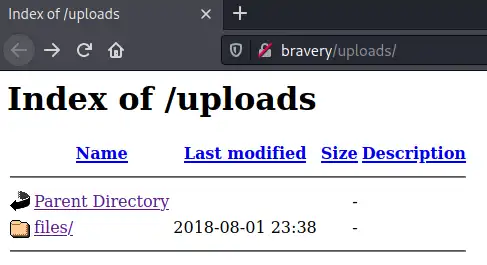 Index of /uploads
bravery/uploads/
Index of /uploads
Name Last modified Size Description
Parent Directory -
files/ 2018-08-01 23:38 -